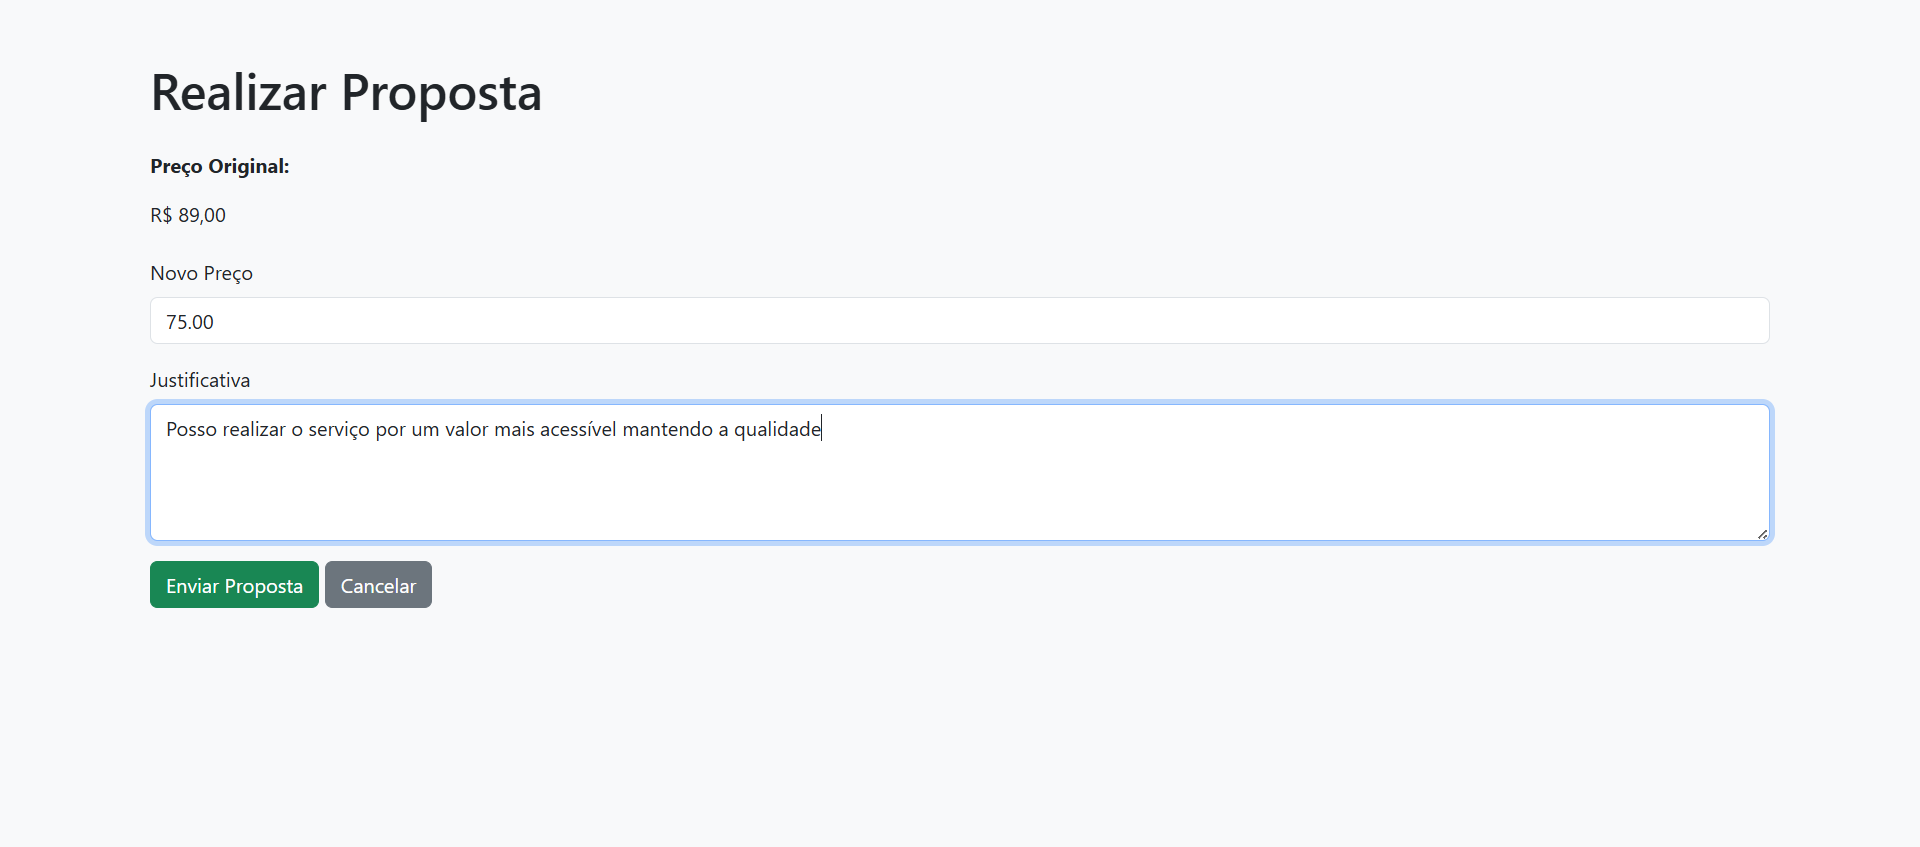 Realizar Proposta
Preço Original:
R$ 89,00
Novo Preço
75.00
Justificativa
Posso realizar o serviço por um valor mais acessível mantendo a qualidade
Enviar Proposta Cancelar